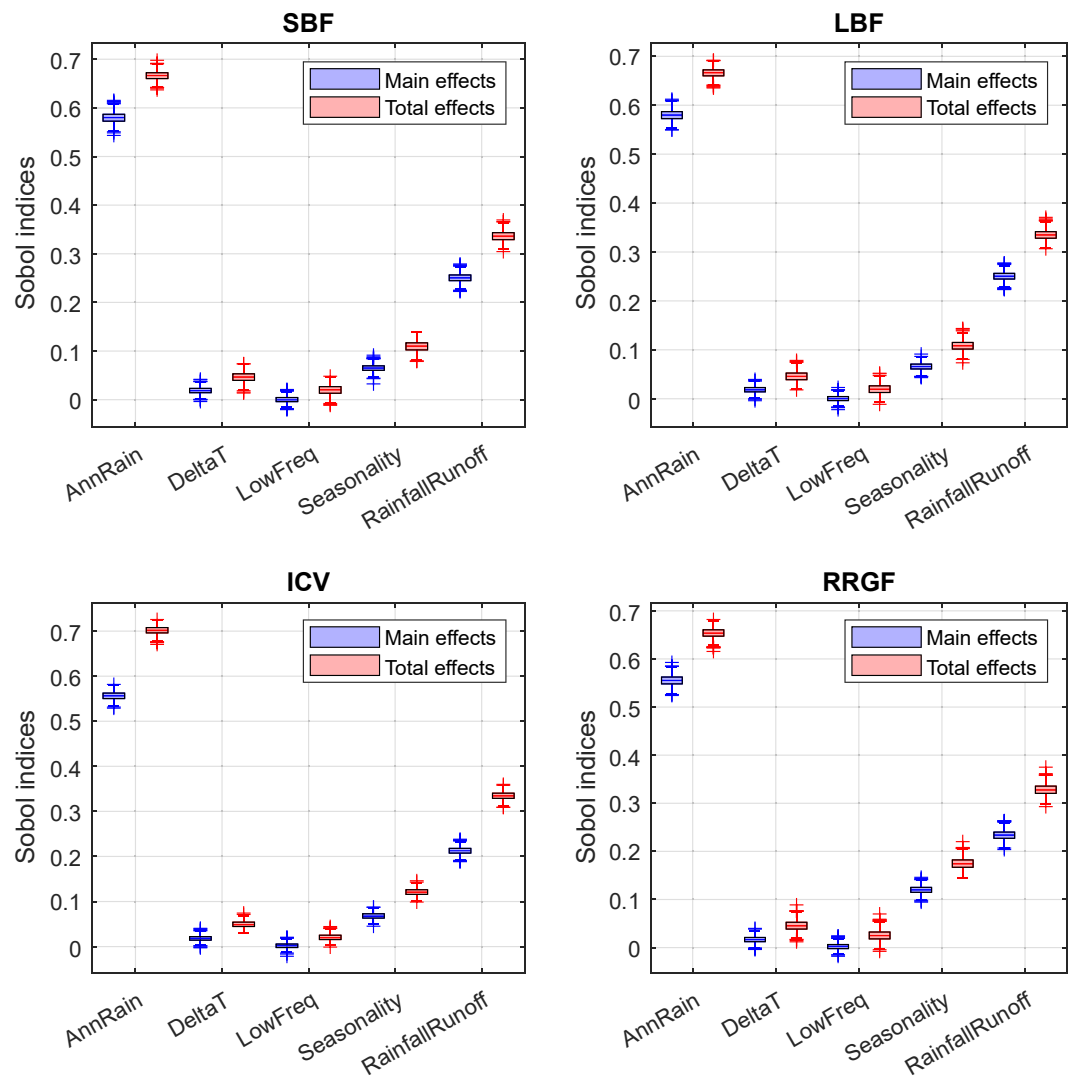 SBF
Sobol indices
0.7
0.6
0.5
0.4
0.3
0.2
0.1
0
Main effects
Total effects
AnnRain
DeltaT
LowFreq
Seasonality
RainfallRunoff
LBF
Sobol indices
0.7
0.6
0.5
0.4
0.3
0.2
0.1
0
Main effects
Total effects
AnnRain
DeltaT
LowFreq
Seasonality
RainfallRunoff
ICV
Sobol indices
0.7
0.6
0.5
0.4
0.3
0.2
0.1
0
Main effects
Total effects
AnnRain
DeltaT
LowFreq
Seasonality
RainfallRunoff
RRGF
Sobol indices
0.7
0.6
0.5
0.4
0.3
0.2
0.1
0
Main effects
Total effects
AnnRain
DeltaT
LowFreq
Seasonality
RainfallRunoff